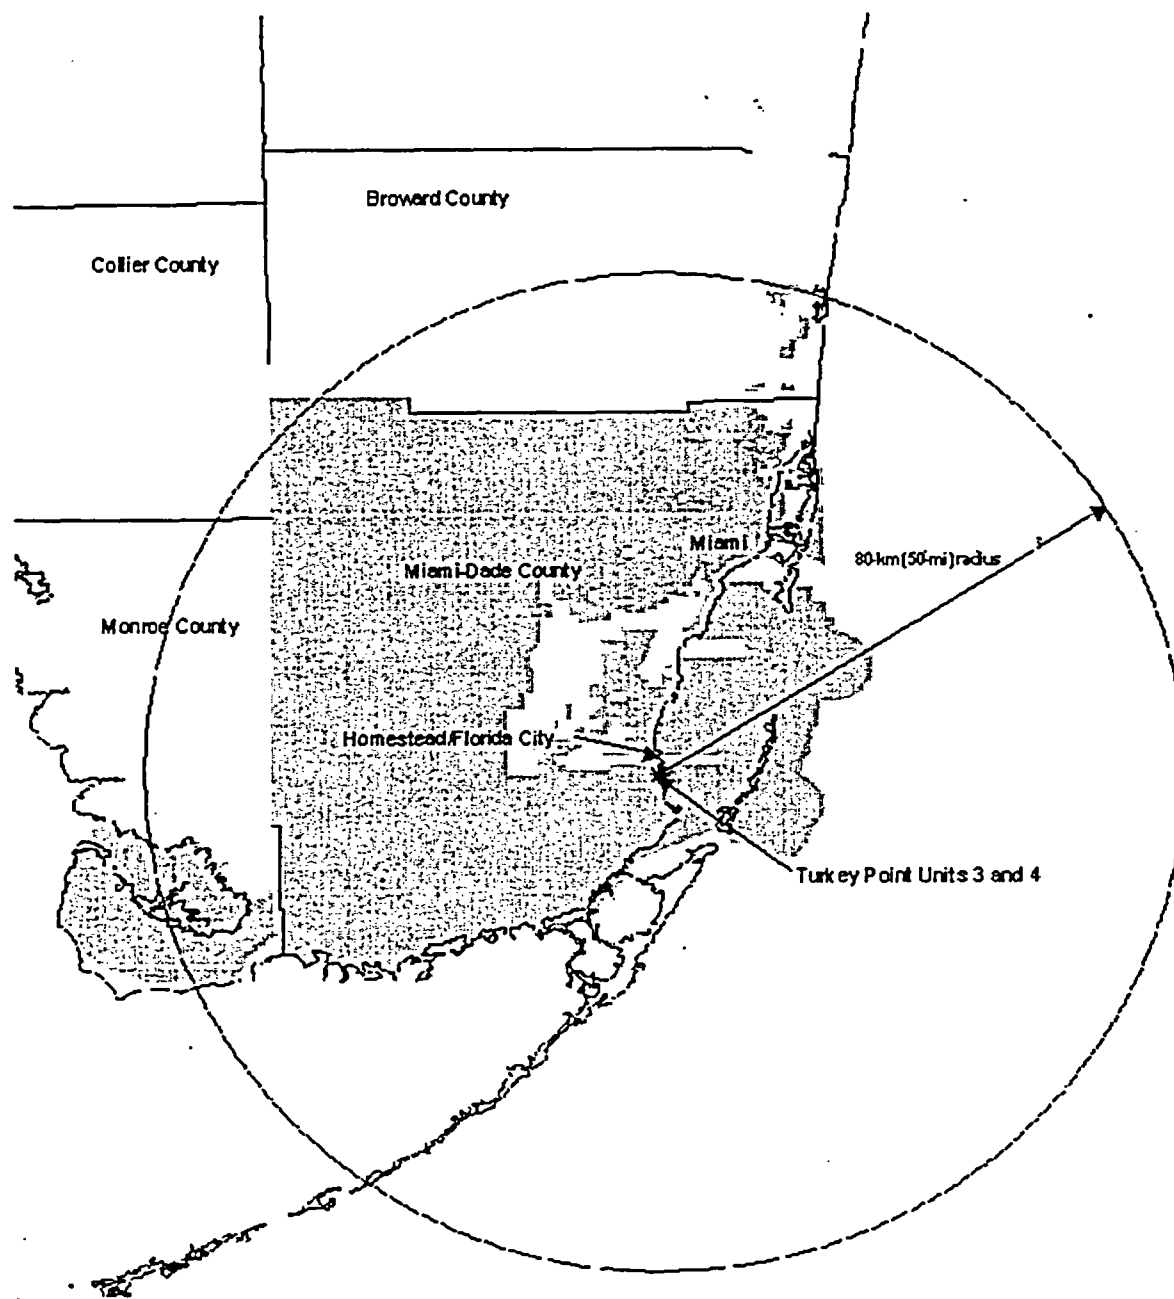 Broward County
Collier County
Miami
80-km(50-mi)radius
Miami-Dade County
Monroe County
Homestead/Florida City
Turkey Point Units 3 and 4